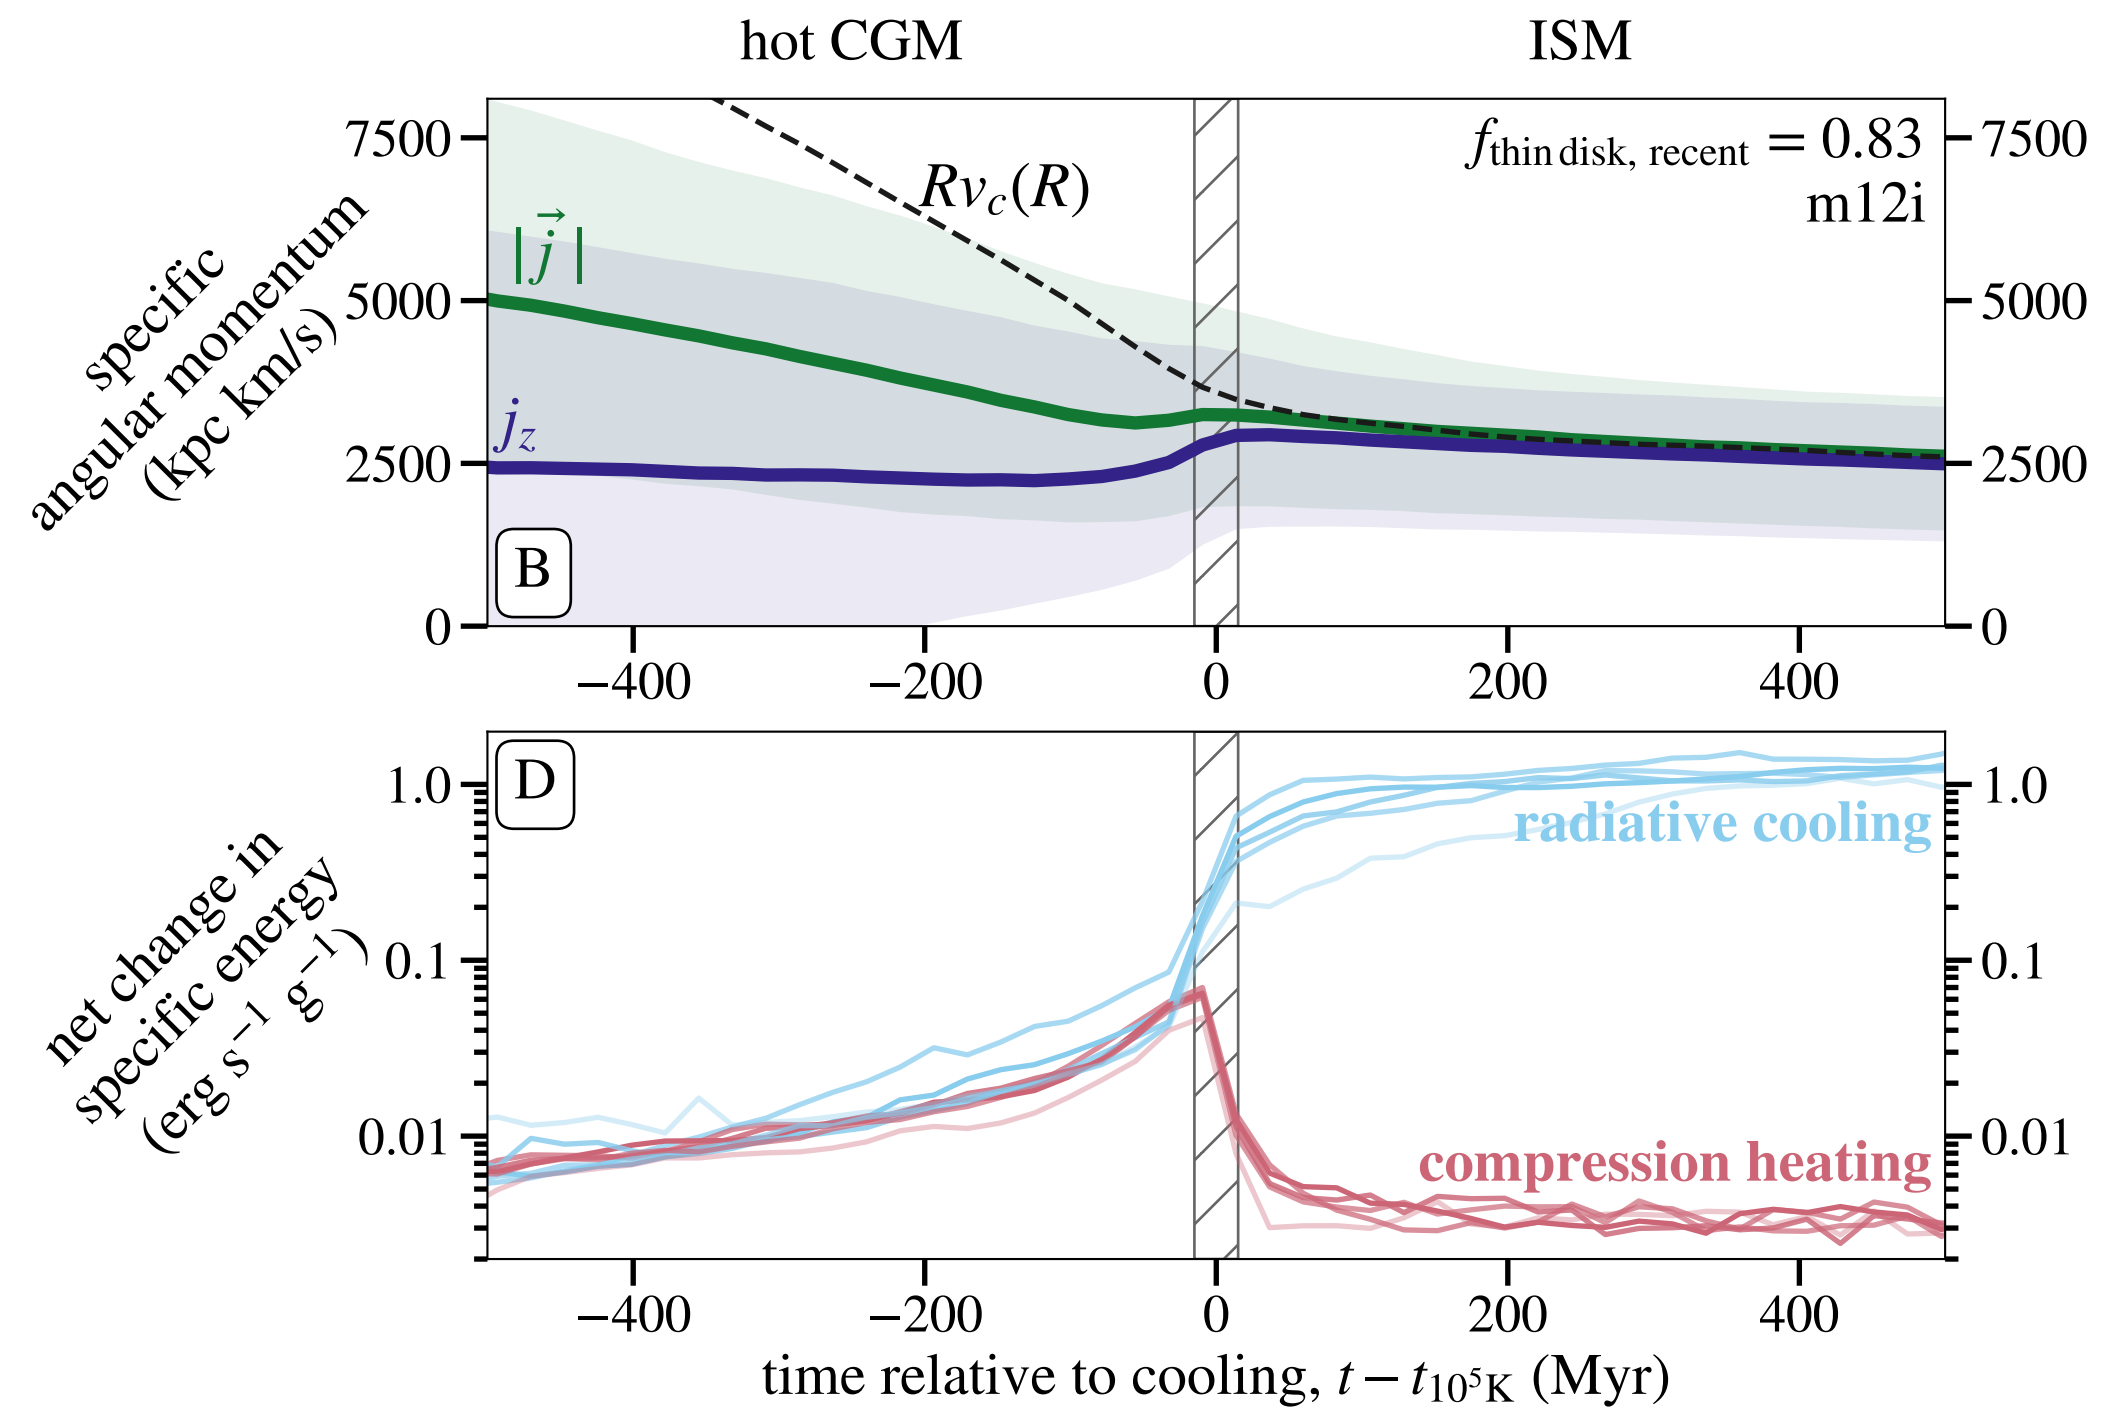 hot CGM
ISM
specific
angular momentum
(kpc km/s)
7500
5000
2500
0
|j⃗|
j_z
Rv_c(R)
f_thin disk, recent = 0.83
m12i
B
7500
5000
2500
0
−400
−200
0
200
400
net change in
specific energy
(erg s⁻¹ g⁻¹)
1.0
0.1
0.01
D
radiative cooling
compression heating
1.0
0.1
0.01
−400
−200
0
200
400
time relative to cooling, t − t_10⁵K (Myr)